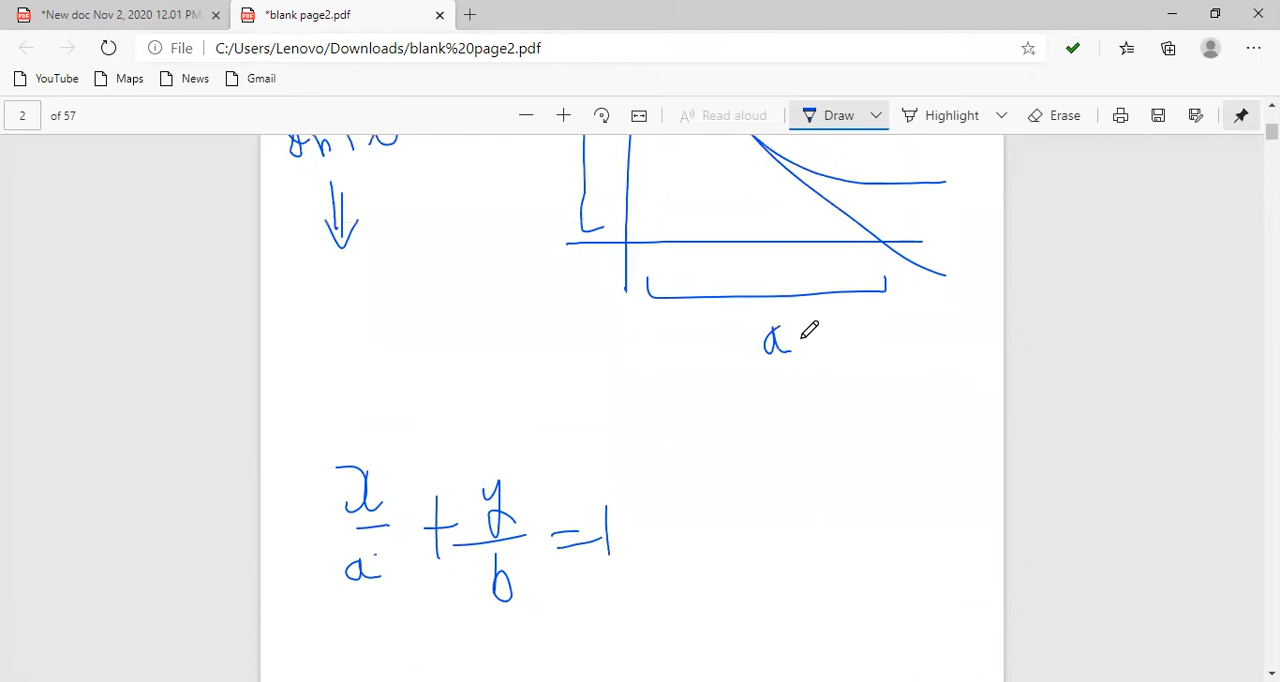 *New doc Nov 2, 2020 12.01 PM
*blank page2.pdf
File
C:/Users/Lenovo/Downloads/blank%20page2.pdf
YouTube
Maps
News
Gmail
2
of 57
Read aloud
Draw
Highlight
Erase
a
x/a + y/b = 1